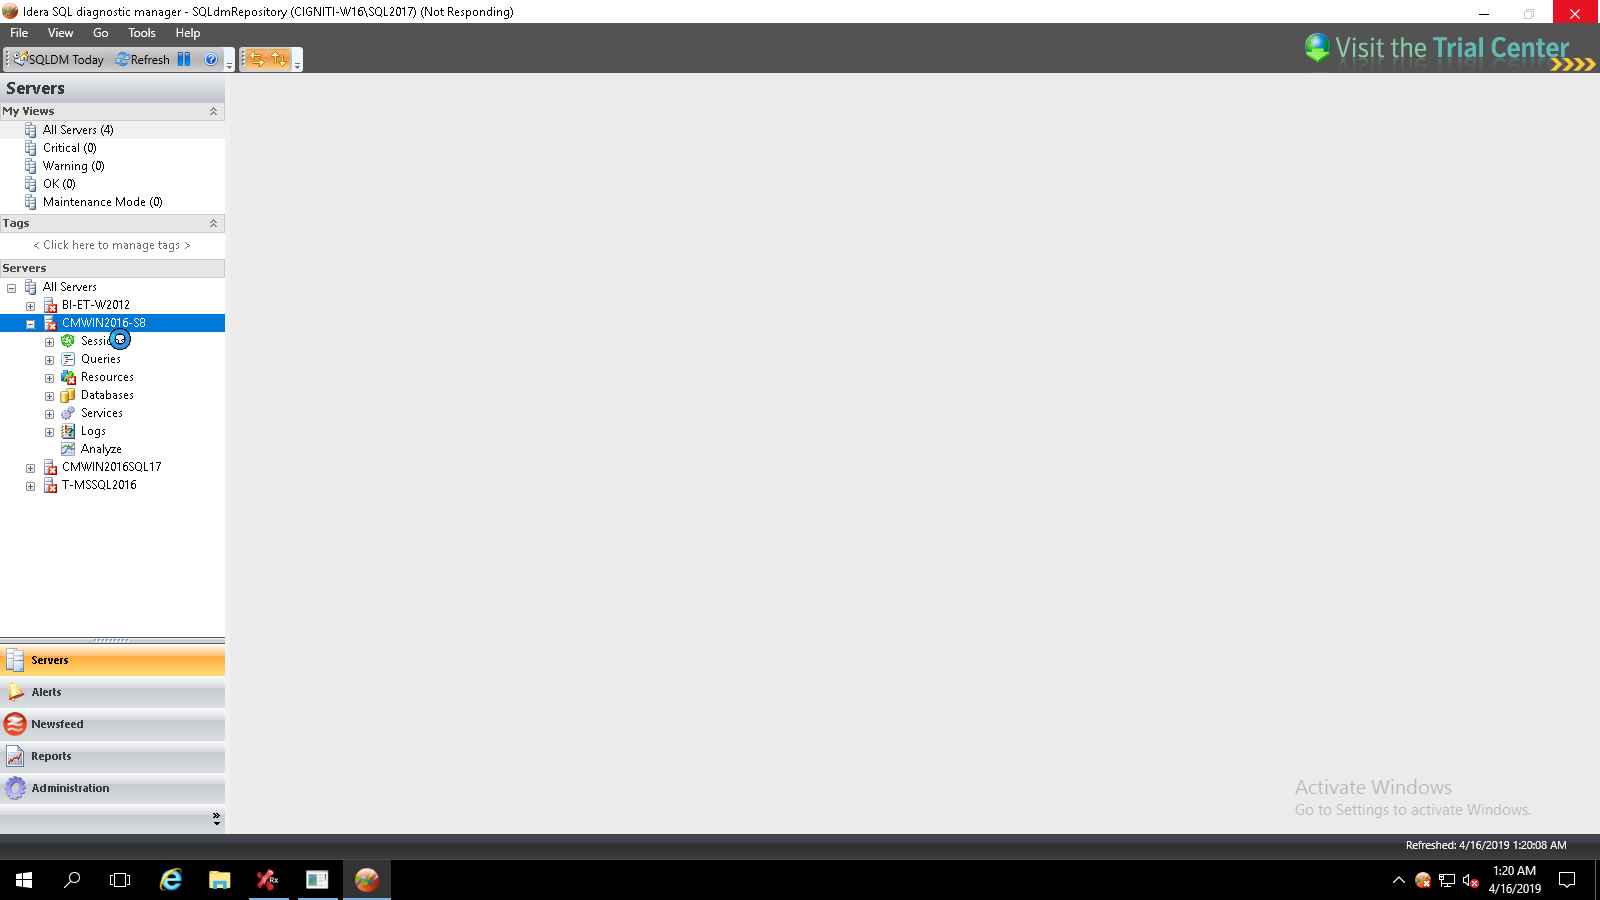 Idera SQL diagnostic manager - SQLdmRepository (CIGNITI-W16\SQL2017) (Not Responding)
File View Go Tools Help
SQLDM Today Refresh
Visit the Trial Center
Servers
My Views
All Servers (4)
Critical (0)
Warning (0)
OK (0)
Maintenance Mode (0)
Tags
< Click here to manage tags >
Servers
All Servers
BI-ET-W2012
CMWIN2016-S8
Queries
Resources
Databases
Services
Logs
Analyze
CMWIN2016SQL17
T-MSSQL2016
Servers
Alerts
Newsfeed
Reports
Administration
Activate Windows
Go to Settings to activate Windows.
Refreshed: 4/16/2019 1:20:08 AM
1:20 AM
4/16/2019